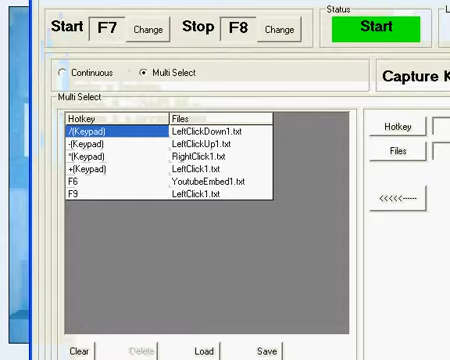 Start F7 Change Stop F8 Change
Status
Start
Continuous Multi Select
Capture
Multi Select
Hotkey Files
/(Keypad) LeftClickDown1.txt
-(Keypad) LeftClickUp1.txt
*(Keypad) RightClick1.txt
+(Keypad) LeftClick1.txt
F6 YoutubeEmbed1.txt
F9 LeftClick1.txt
Hotkey
Files
<<<<<-----
Clear Delete Load Save